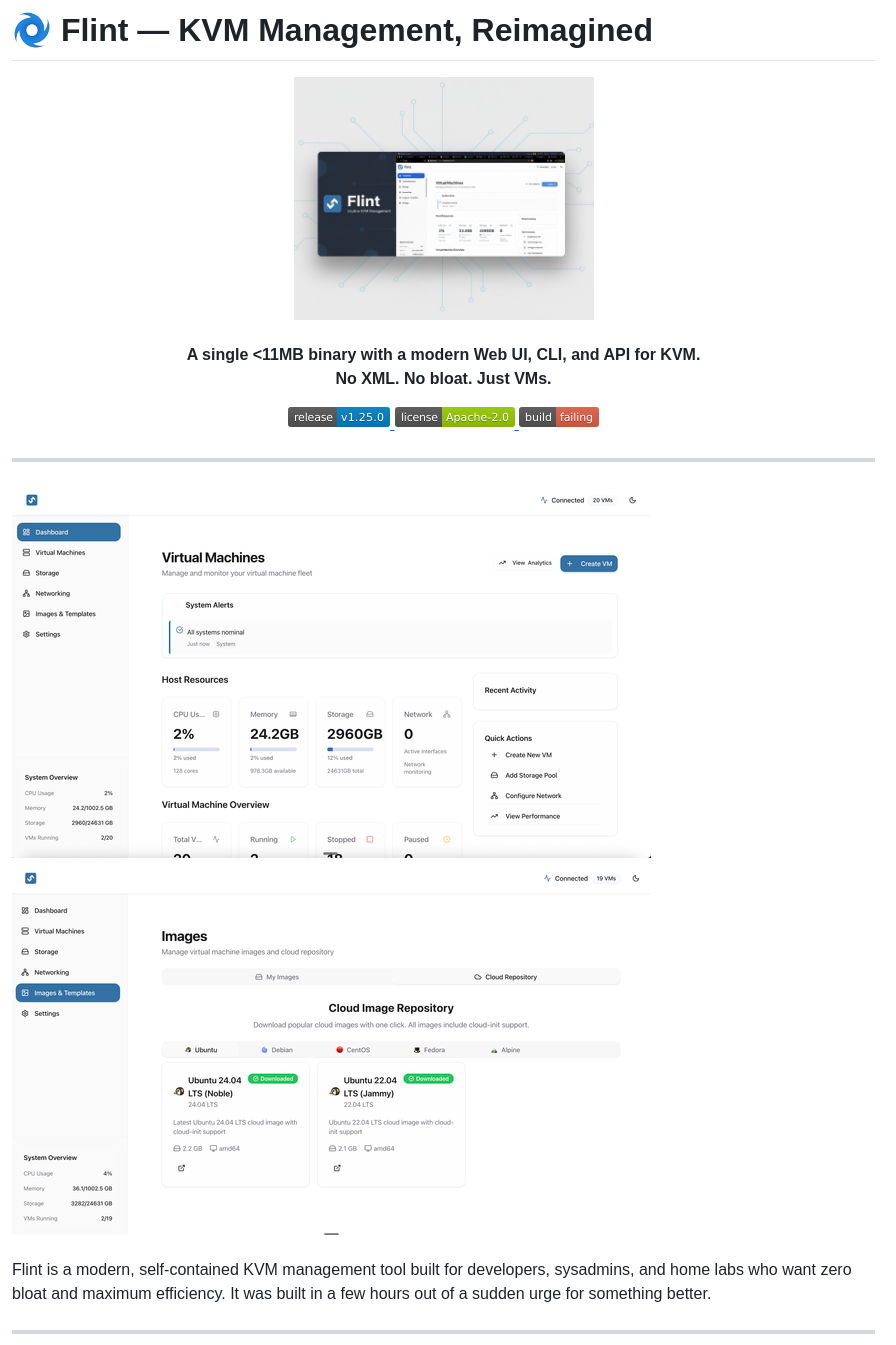 Flint — KVM Management, Reimagined
Flint
Virtual Machines
A single <11MB binary with a modern Web UI, CLI, and API for KVM.
No XML. No bloat. Just VMs.
release v1.25.0 license Apache-2.0 build failing
Connected 20 VMs
Dashboard
Virtual Machines
Storage
Networking
Images & Templates
Settings
System Overview
CPU Usage 2%
Memory 24.2/1002.5 GB
Storage 2960/24631 GB
VMs Running 2/20
Virtual Machines
Manage and monitor your virtual machine fleet
View Analytics
Create VM
System Alerts
All systems nominal
Just now System
Host Resources
CPU Us... Memory Storage Network
2% 24.2GB 2960GB 0
2% used 2% used 12% used Active interfaces
128 cores 978.3GB available 24631GB total Network monitoring
Recent Activity
Quick Actions
Create New VM
Add Storage Pool
Configure Network
View Performance
Virtual Machine Overview
Total V... Running Stopped Paused
20 2 18 0
Connected 19 VMs
Dashboard
Virtual Machines
Storage
Networking
Images & Templates
Settings
System Overview
CPU Usage 4%
Memory 36.1/1002.5 GB
Storage 3282/24631 GB
VMs Running 2/19
Images
Manage virtual machine images and cloud repository
My Images Cloud Repository
Cloud Image Repository
Download popular cloud images with one click. All images include cloud-init support.
Ubuntu Debian CentOS Fedora Alpine
Ubuntu 24.04 LTS (Noble)
Downloaded
24.04 LTS
Latest Ubuntu 24.04 LTS cloud image with
cloud-init support
2.2 GB amd64
Ubuntu 22.04 LTS (Jammy)
Downloaded
22.04 LTS
Ubuntu 22.04 LTS cloud image with cloud-
init support
2.1 GB amd64
Flint is a modern, self-contained KVM management tool built for developers, sysadmins, and home labs who want zero
bloat and maximum efficiency. It was built in a few hours out of a sudden urge for something better.